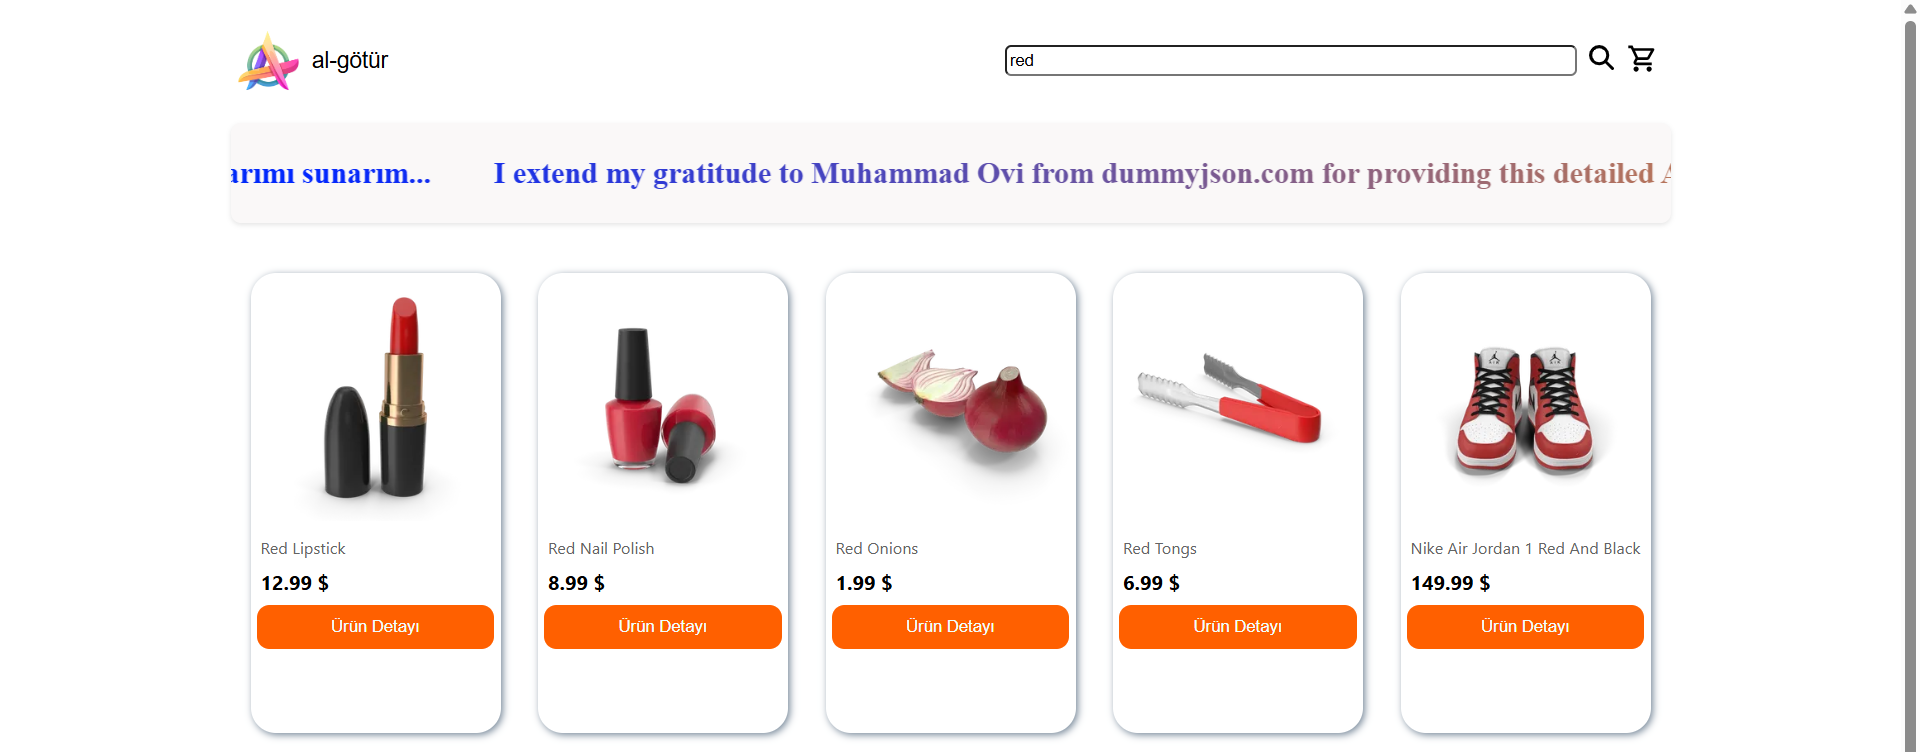 al-götür
red
arımı sunarım... I extend my gratitude to Muhammad Ovi from dummyjson.com for providing this detailed
Red Lipstick
12.99 $
Ürün Detayı
Red Nail Polish
8.99 $
Ürün Detayı
Red Onions
1.99 $
Ürün Detayı
Red Tongs
6.99 $
Ürün Detayı
Nike Air Jordan 1 Red And Black
149.99 $
Ürün Detayı